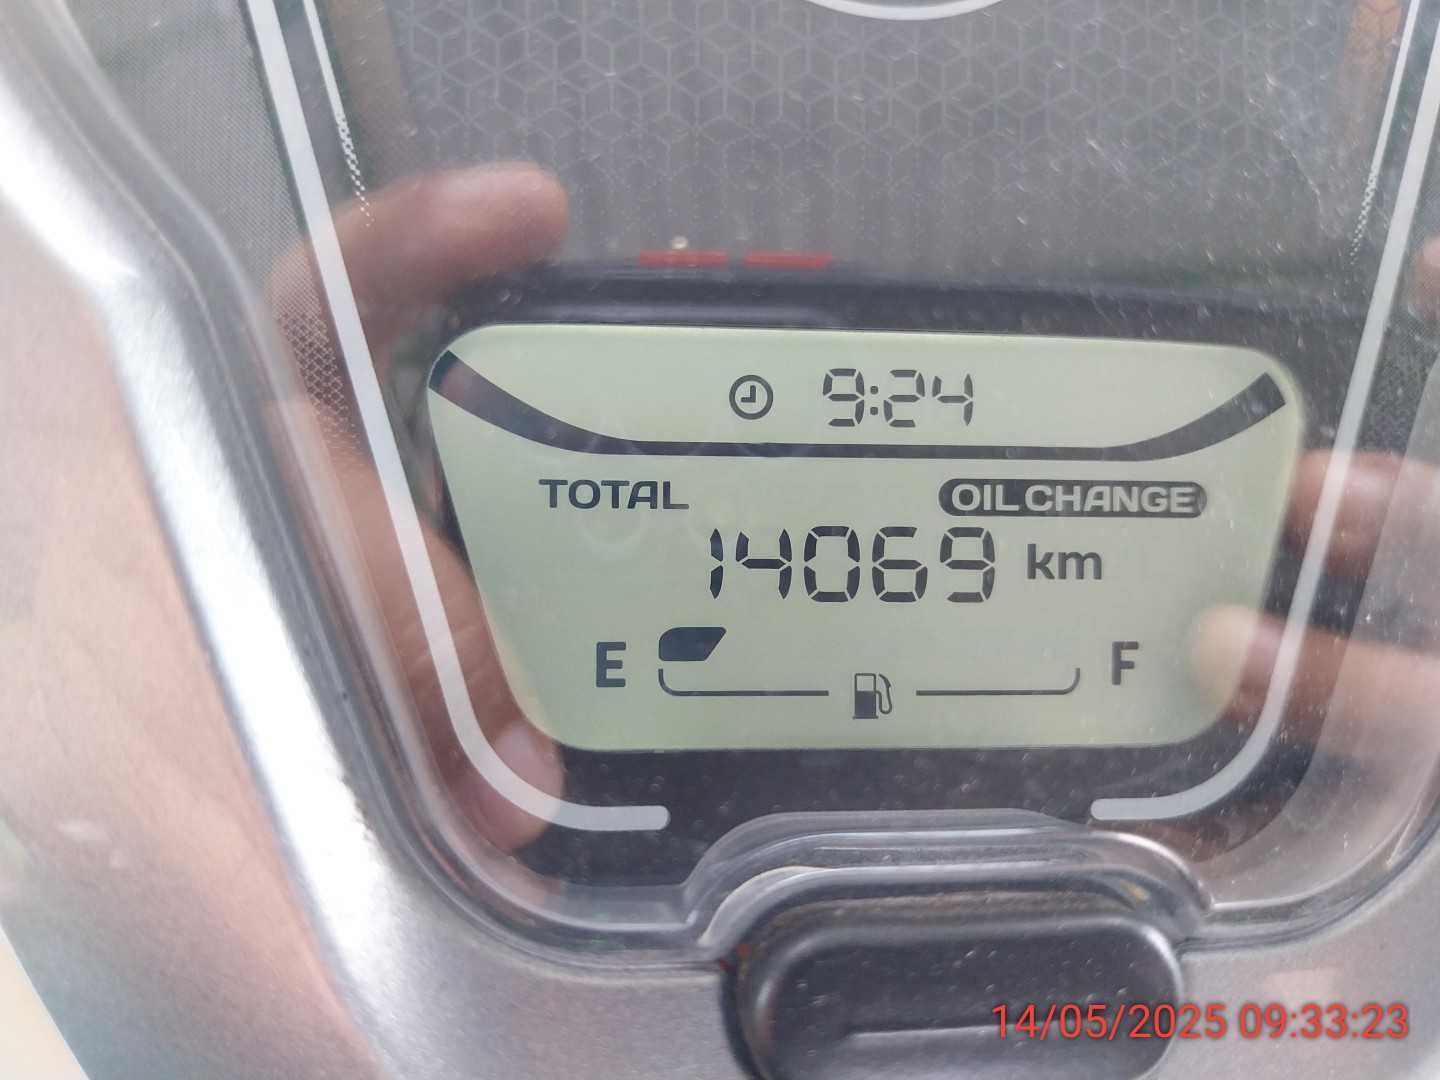 9:24
TOTAL OIL CHANGE
14069 km
E F
14/05/2025 09:33:23